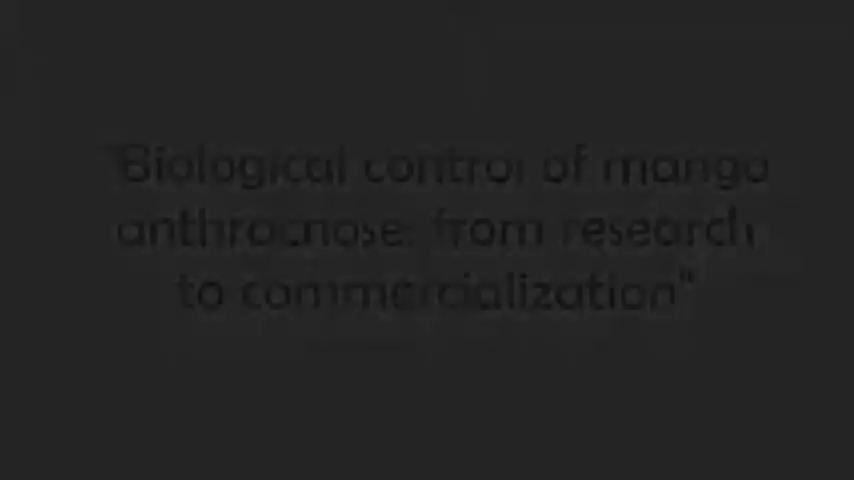 "Biological control of mango
anthracnose: from research
to commercialization"